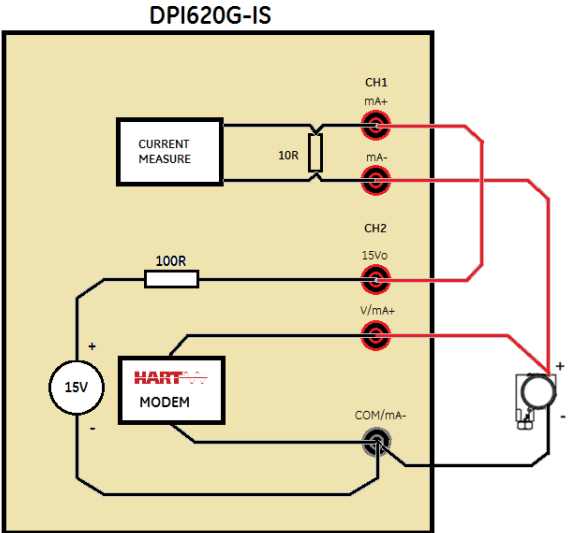 DPI620G-IS
CH1
mA+
CURRENT
MEASURE
10R
mA-
CH2
15Vo
100R
V/mA+
+
15V
-
HART
MODEM
COM/mA-
+
-